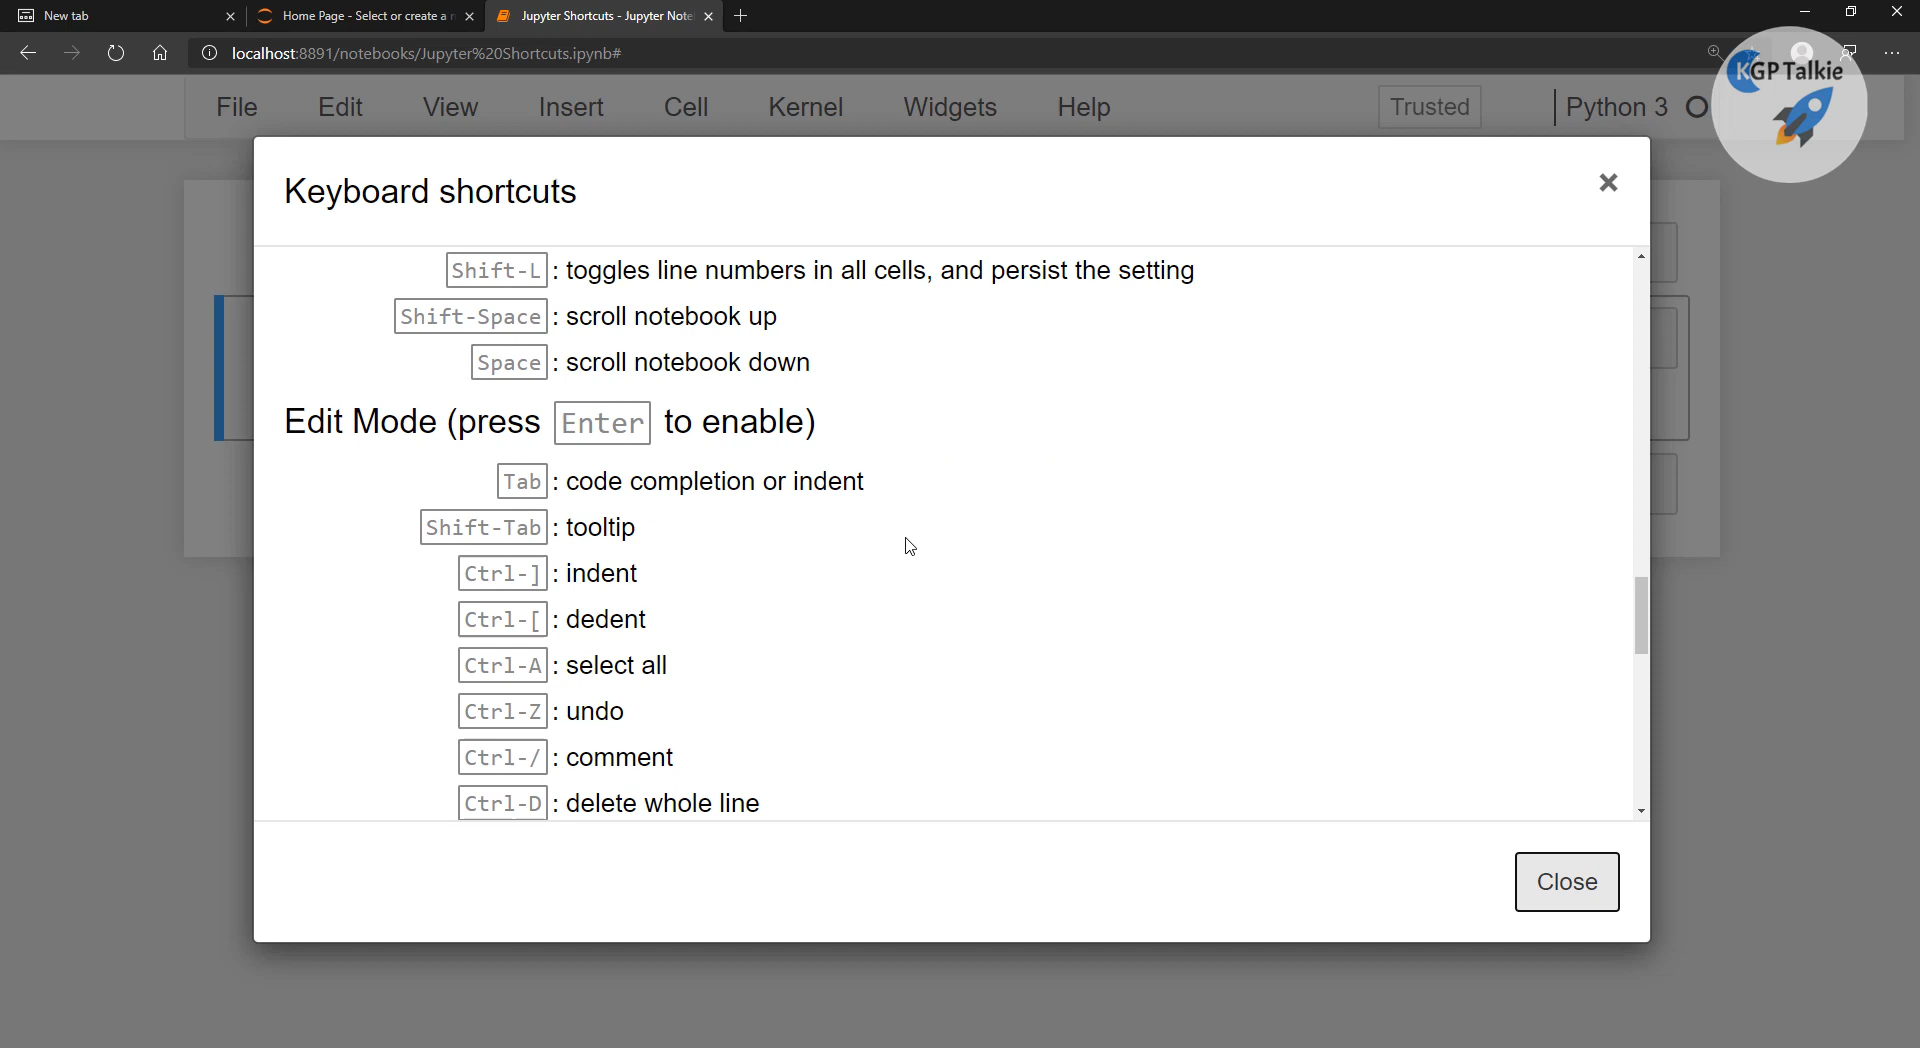 New tab
Home Page - Select or create a
Jupyter Shortcuts - Jupyter Note
localhost:8891/notebooks/Jupyter%20Shortcuts.ipynb#
KGPTalkie
File Edit View Insert Cell Kernel Widgets Help Trusted Python 3
Keyboard shortcuts
Shift-L : toggles line numbers in all cells, and persist the setting
Shift-Space : scroll notebook up
Space : scroll notebook down
Edit Mode (press Enter to enable)
Tab : code completion or indent
Shift-Tab : tooltip
Ctrl-] : indent
Ctrl-[ : dedent
Ctrl-A : select all
Ctrl-Z : undo
Ctrl-/ : comment
Ctrl-D : delete whole line
Close